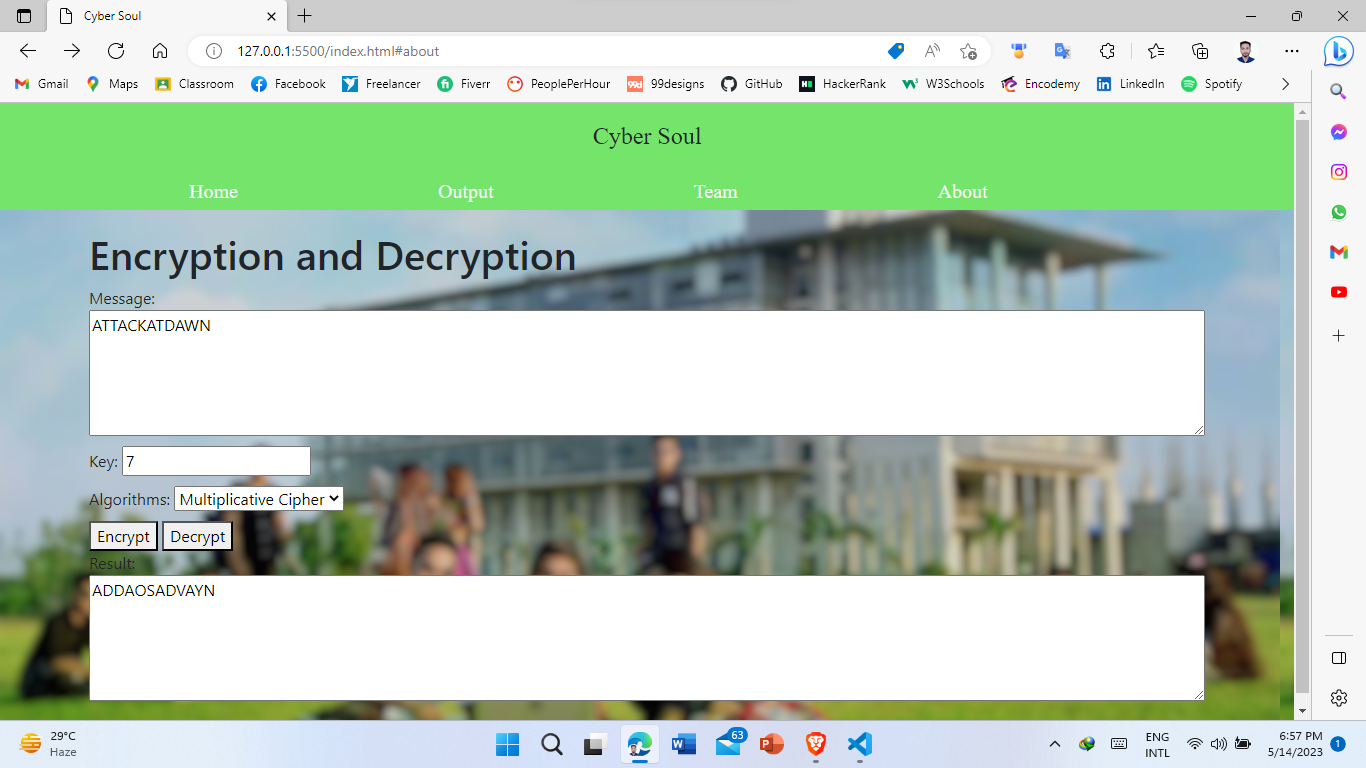 Cyber Soul
127.0.0.1:5500/index.html#about
Gmail Maps Classroom Facebook Freelancer Fiverr PeoplePerHour 99designs GitHub HackerRank W3Schools Encodemy LinkedIn Spotify
Cyber Soul
Home Output Team About
Encryption and Decryption
Message:
ATTACKATDAWN
Key: 7
Algorithms: Multiplicative Cipher
Encrypt Decrypt
Result:
ADDAOSADVAYN
29°C
Haze
63
ENG
INTL
6:57 PM
5/14/2023
1